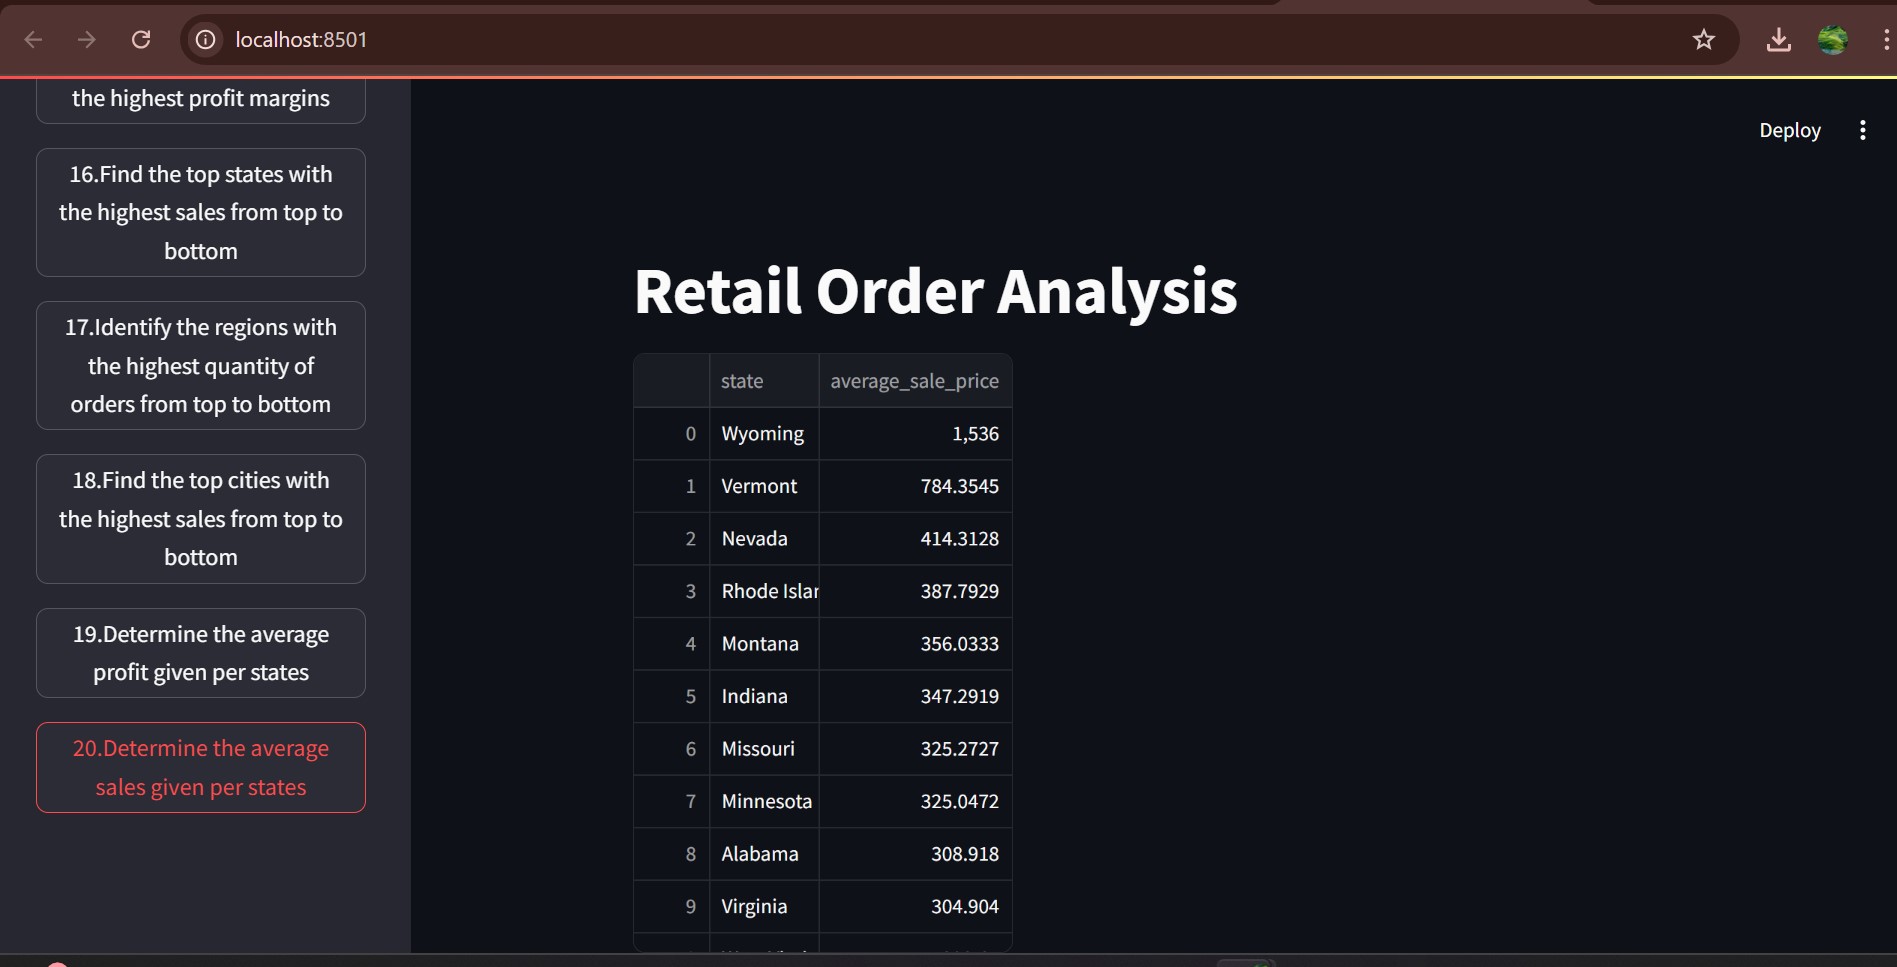 localhost:8501
the highest profit margins
16.Find the top states with
the highest sales from top to
bottom
17.Identify the regions with
the highest quantity of
orders from top to bottom
18.Find the top cities with
the highest sales from top to
bottom
19.Determine the average
profit given per states
20.Determine the average
sales given per states
Deploy
Retail Order Analysis
state average_sale_price
0 Wyoming 1,536
1 Vermont 784.3545
2 Nevada 414.3128
3 Rhode Islar 387.7929
4 Montana 356.0333
5 Indiana 347.2919
6 Missouri 325.2727
7 Minnesota 325.0472
8 Alabama 308.918
9 Virginia 304.904